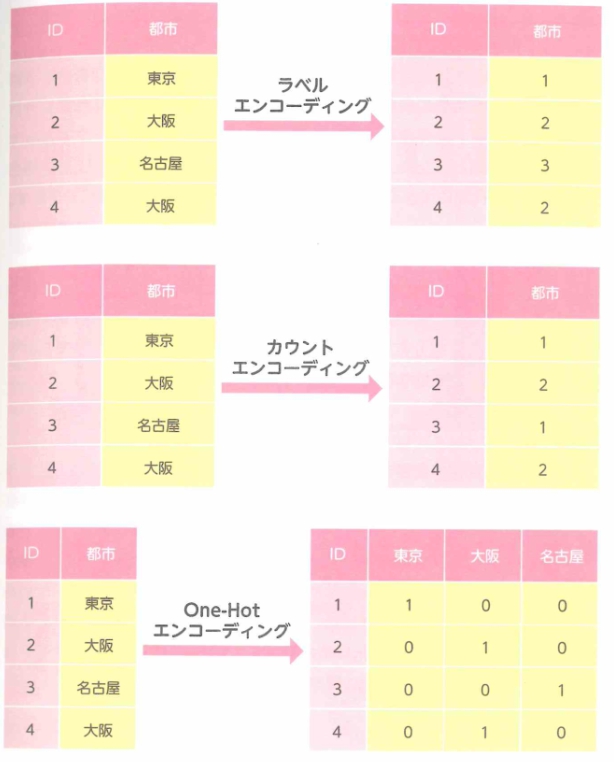 ID 都市
1 東京
2 大阪
3 名古屋
4 大阪
ラベル
エンコーディング
ID 都市
1 1
2 2
3 3
4 2
ID 都市
1 東京
2 大阪
3 名古屋
4 大阪
カウント
エンコーディング
ID 都市
1 1
2 2
3 1
4 2
ID 都市
1 東京
2 大阪
3 名古屋
4 大阪
One-Hot
エンコーディング
ID 東京 大阪 名古屋
1 1 0 0
2 0 1 0
3 0 0 1
4 0 1 0